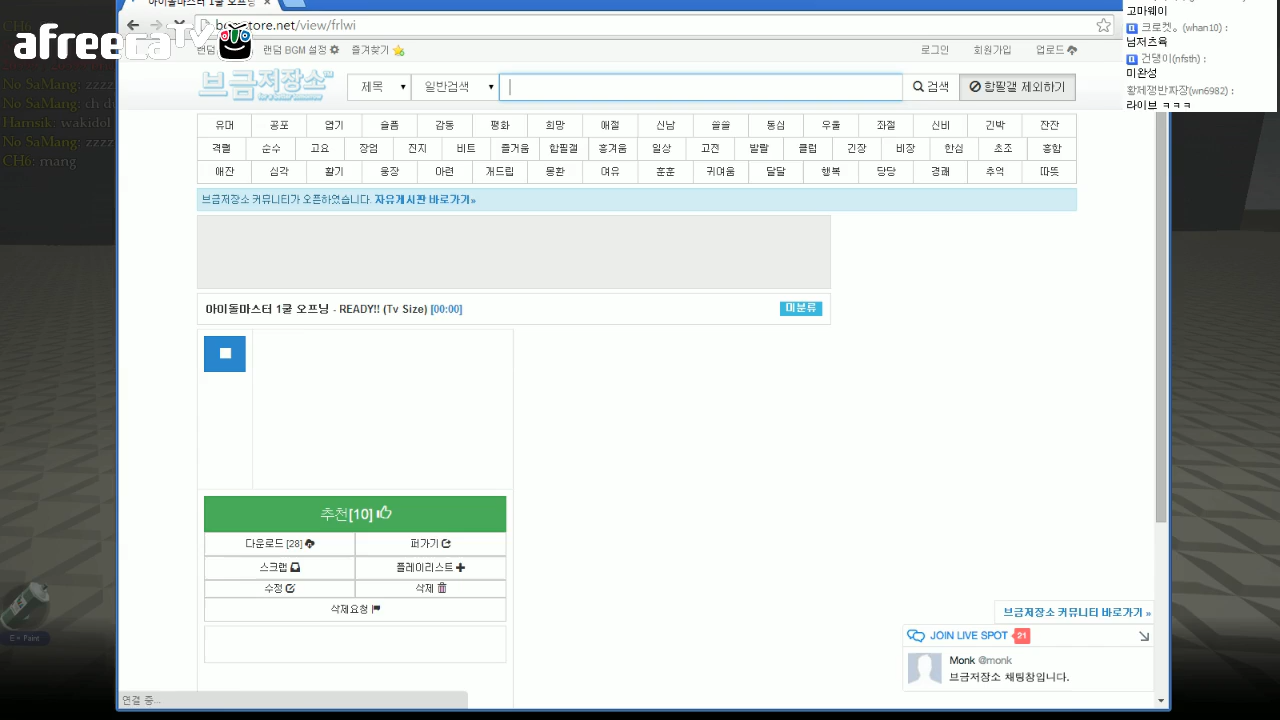 아이돌마스터 1쿨 오프닝
afreecaTV
bgmstore.net/view/frlwi
랜덤 BGM 설정
즐겨찾기
로그인
회원가입
업로드
브금저장소
제목
일반검색
검색
합필갤 제외하기
유머 공포 엽기 슬픔 감동 평화 희망 애절 신남 쓸쓸 동심 우울 좌절 신비 긴박 잔잔
격렬 순수 고요 장엄 진지 비트 즐거움 합필갤 흥겨움 일상 고전 발랄 클럽 긴장 비장 한심 초조 훙합
애잔 심각 활기 웅장 아련 개드립 몽환 여유 훈훈 귀여움 달달 행복 당당 경쾌 추억 따뜻
브금저장소 커뮤니티가 오픈하였습니다. 자유게시판 바로가기»
아이돌마스터 1쿨 오프닝 - READY!! (Tv Size) [00:00]
미분류
추천[10]
다운로드 [28]
퍼가기
스크랩
플레이리스트
수정
삭제
삭제요청
브금저장소 커뮤니티 바로가기 »
JOIN LIVE SPOT 21
Monk @monk
브금저장소 채팅창입니다.
연결 중...
고마웨이
크로켓。(whan10) :
님저츠육
건댕이(nfsth) :
미완성
황제쟁반짜장(wn6982) :
라이브 ㅋㅋㅋ
No SaMang: zzzz
No SaMang: ch d
Hamsik: wakidol
No SaMang: zzzz
CH6: mang
E + Paint